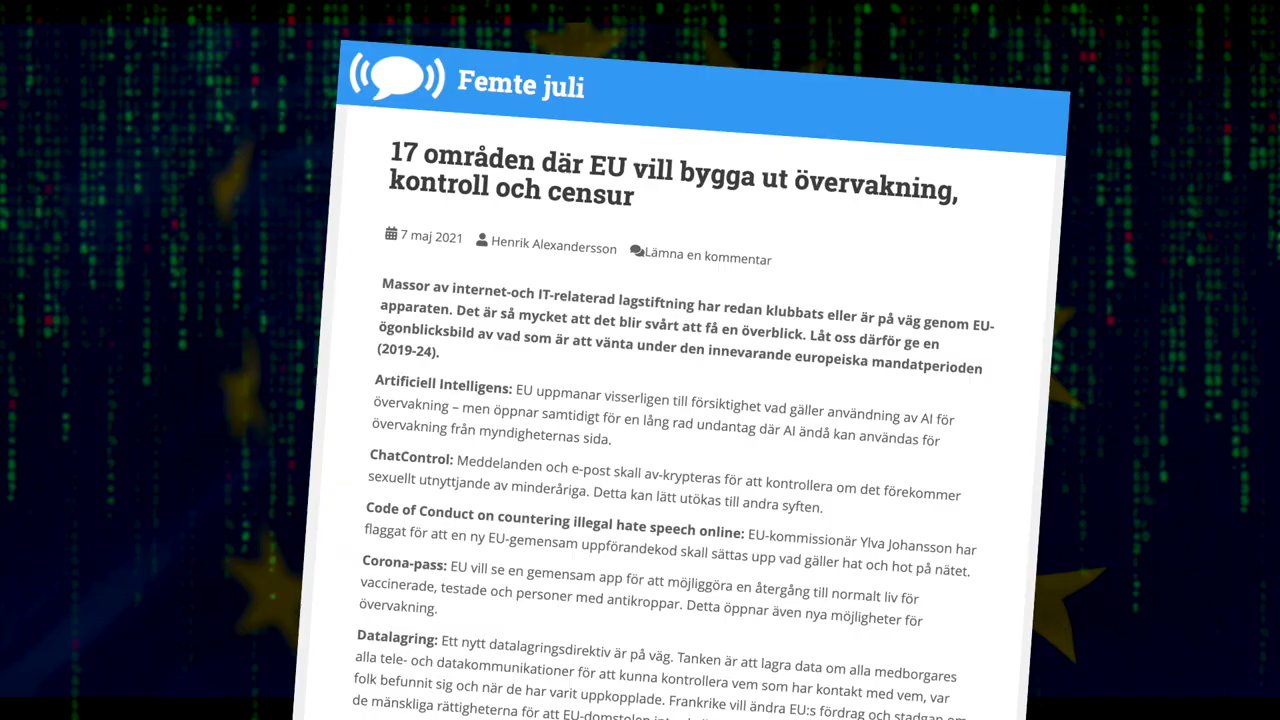 Femte juli
17 områden där EU vill bygga ut övervakning,
kontroll och censur
7 maj 2021 Henrik Alexandersson Lämna en kommentar
Massor av internet-och IT-relaterad lagstiftning har redan klubbats eller är på väg genom EU-
apparaten. Det är så mycket att det blir svårt att få en överblick. Låt oss därför ge en
ögonblicksbild av vad som är att vänta under den innevarande europeiska mandatperioden
(2019-24).
Artificiell Intelligens: EU uppmanar visserligen till försiktighet vad gäller användning av AI för
övervakning – men öppnar samtidigt för en lång rad undantag där AI ändå kan användas för
övervakning från myndigheternas sida.
ChatControl: Meddelanden och e-post skall av-krypteras för att kontrollera om det förekommer
sexuellt utnyttjande av minderåriga. Detta kan lätt utökas till andra syften.
Code of Conduct on countering illegal hate speech online: EU-kommissionär Ylva Johansson har
flaggat för att en ny EU-gemensam uppförandekod skall sättas upp vad gäller hat och hot på nätet.
Corona-pass: EU vill se en gemensam app för att möjliggöra en återgång till normalt liv för
vaccinerade, testade och personer med antikroppar. Detta öppnar även nya möjligheter för
övervakning.
Datalagring: Ett nytt datalagringsdirektiv är på väg. Tanken är att lagra data om alla medborgares
alla tele- och datakommunikationer för att kunna kontrollera vem som har kontakt med vem, var
folk befunnit sig och när de har varit uppkopplade. Frankrike vill ändra EU:s fördrag och stadgan om
de mänskliga rättigheterna för att EU-domstolen